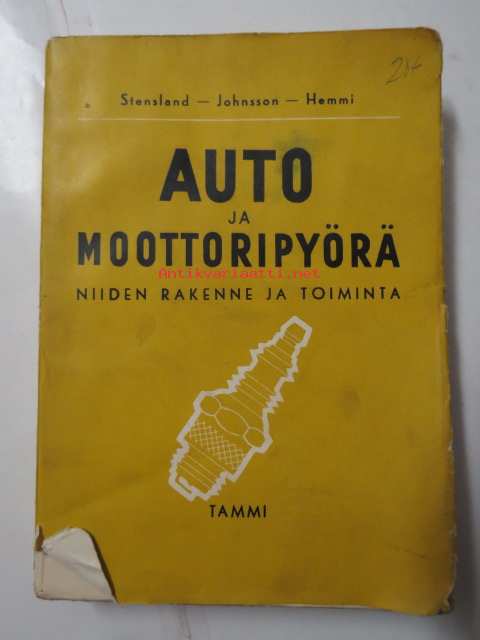 Stensland — Johnsson — Hemmi
AUTO
JA
MOOTTORIPYÖRÄ
Antikvariaatti.net
NIIDEN RAKENNE JA TOIMINTA
TAMMI